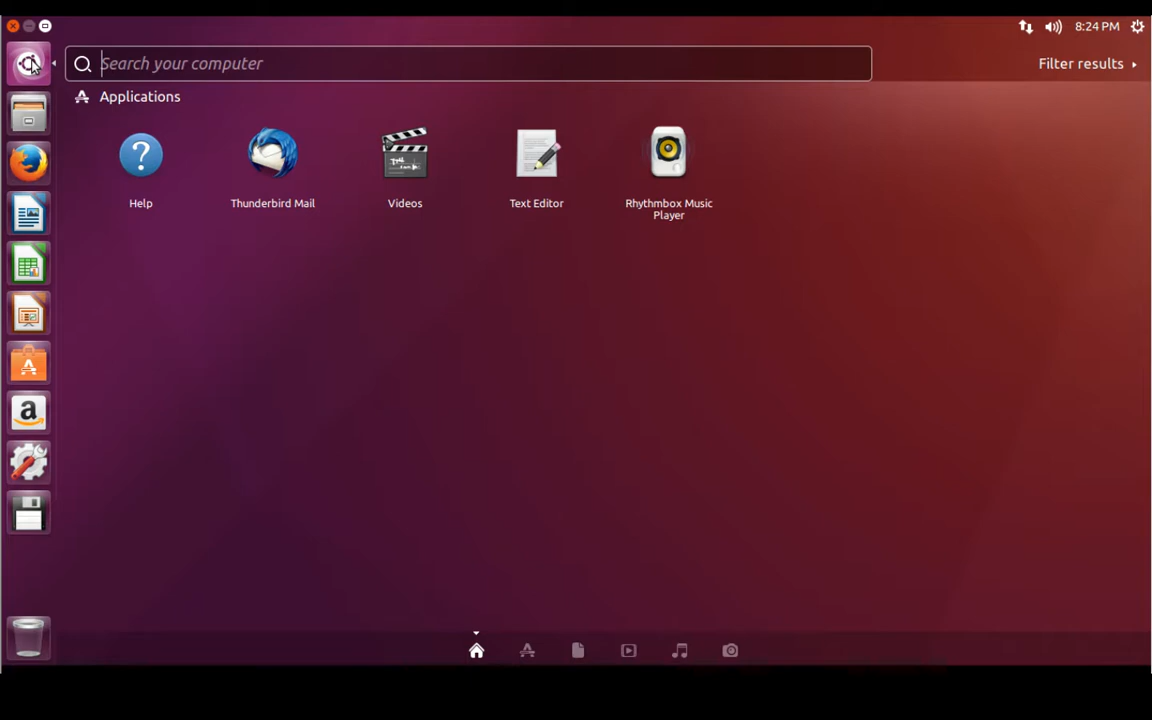 8:24 PM
Search your computer
Filter results
Applications
Help
Thunderbird Mail
Videos
Text Editor
Rhythmbox Music
Player